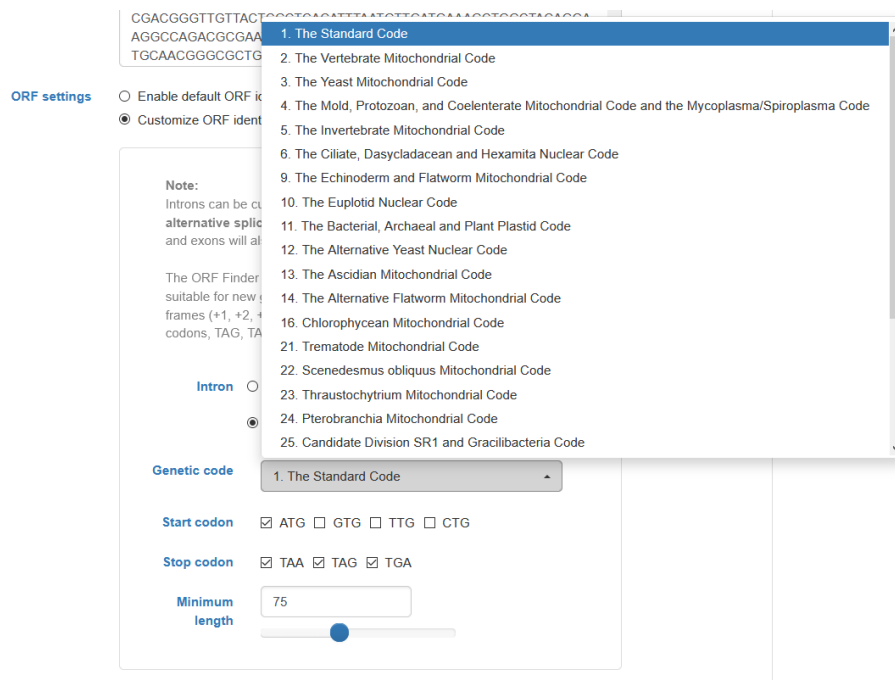 CGACGGGTTGTTACT
AGGCCAGACGCGAA
TGCAACGGGCGCTG
1. The Standard Code
2. The Vertebrate Mitochondrial Code
3. The Yeast Mitochondrial Code
4. The Mold, Protozoan, and Coelenterate Mitochondrial Code and the Mycoplasma/Spiroplasma Code
5. The Invertebrate Mitochondrial Code
6. The Ciliate, Dasycladacean and Hexamita Nuclear Code
9. The Echinoderm and Flatworm Mitochondrial Code
10. The Euplotid Nuclear Code
11. The Bacterial, Archaeal and Plant Plastid Code
12. The Alternative Yeast Nuclear Code
13. The Ascidian Mitochondrial Code
14. The Alternative Flatworm Mitochondrial Code
16. Chlorophycean Mitochondrial Code
21. Trematode Mitochondrial Code
22. Scenedesmus obliquus Mitochondrial Code
23. Thraustochytrium Mitochondrial Code
24. Pterobranchia Mitochondrial Code
25. Candidate Division SR1 and Gracilibacteria Code
ORF settings
Enable default ORF
Customize ORF ident
Note:
Introns can be cu
alternative splic
and exons will al
The ORF Finder
suitable for new
frames (+1, +2, +
codons, TAG, TA
Intron
Genetic code
1. The Standard Code
Start codon
ATG GTG TTG CTG
Stop codon
TAA TAG TGA
Minimum
length
75